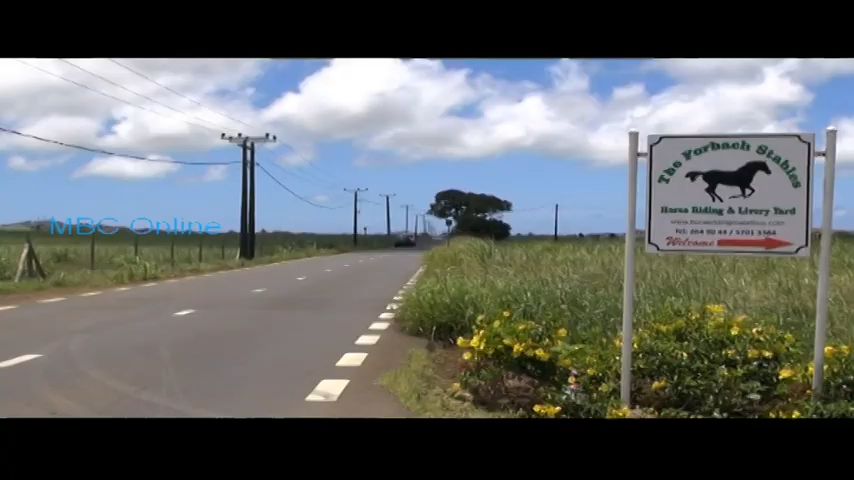 MBC Online
The Forbach Stables
Horse Riding & Livery Yard
Welcome